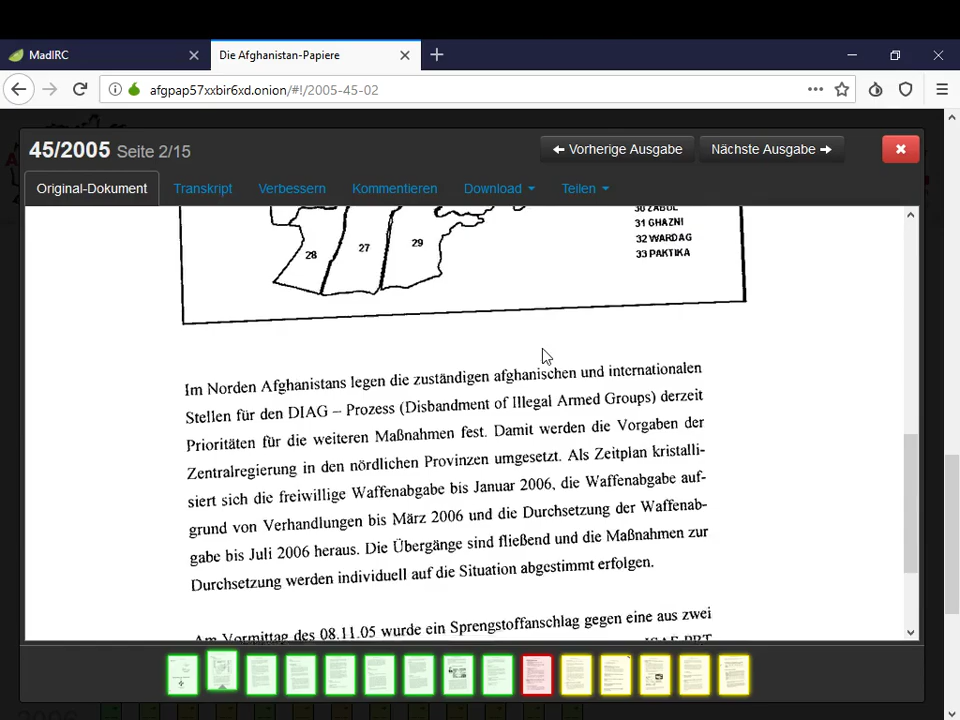 MadIRC
Die Afghanistan-Papiere
afgpap57xxbir6xd.onion/#!/2005-45-02
45/2005 Seite 2/15
Vorherige Ausgabe
Nächste Ausgabe
Original-Dokument
Transkript
Verbessern
Kommentieren
Download
Teilen
30 ZABUL
31 GHAZNI
32 WARDAG
33 PAKTIKA
28
27
29
Im Norden Afghanistans legen die zuständigen afghanischen und internationalen
Stellen für den DIAG – Prozess (Disbandment of Illegal Armed Groups) derzeit
Prioritäten für die weiteren Maßnahmen fest. Damit werden die Vorgaben der
Zentralregierung in den nördlichen Provinzen umgesetzt. Als Zeitplan kristalli-
siert sich die freiwillige Waffenabgabe bis Januar 2006, die Waffenabgabe auf-
grund von Verhandlungen bis März 2006 und die Durchsetzung der Waffenab-
gabe bis Juli 2006 heraus. Die Übergänge sind fließend und die Maßnahmen zur
Durchsetzung werden individuell auf die Situation abgestimmt erfolgen.
Am Vormittag des 08.11.05 wurde ein Sprengstoffanschlag gegen eine aus zwei
ISAF PRT
2006